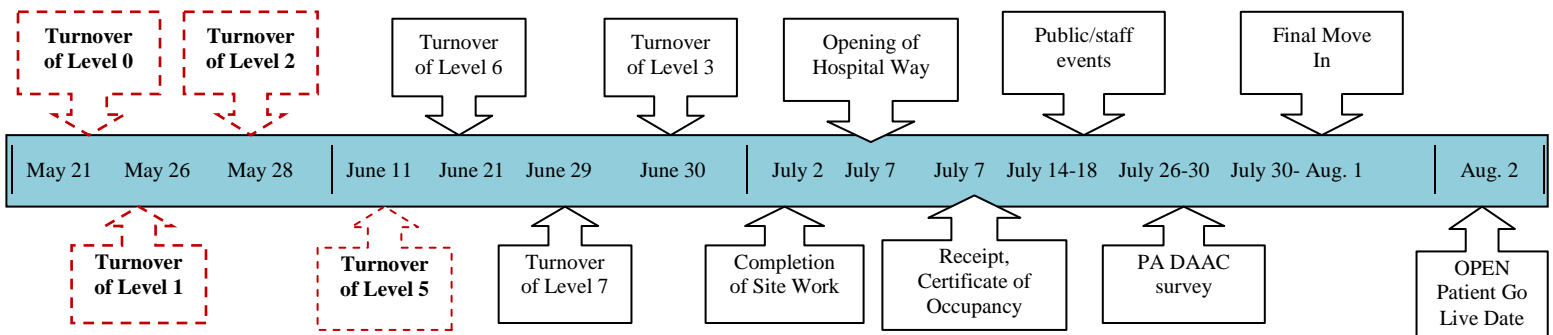 Turnover
of Level 0
Turnover
of Level 2
Turnover
of Level 6
Turnover
of Level 3
Opening of
Hospital Way
Public/staff
events
Final Move
In
May 21 May 26 May 28 June 11 June 21 June 29 June 30 July 2 July 7 July 7 July 14-18 July 26-30 July 30- Aug. 1 Aug. 2
Turnover
of Level 1
Turnover
of Level 5
Turnover
of Level 7
Completion
of Site Work
Receipt,
Certificate of
Occupancy
PA DAAC
survey
OPEN
Patient Go
Live Date